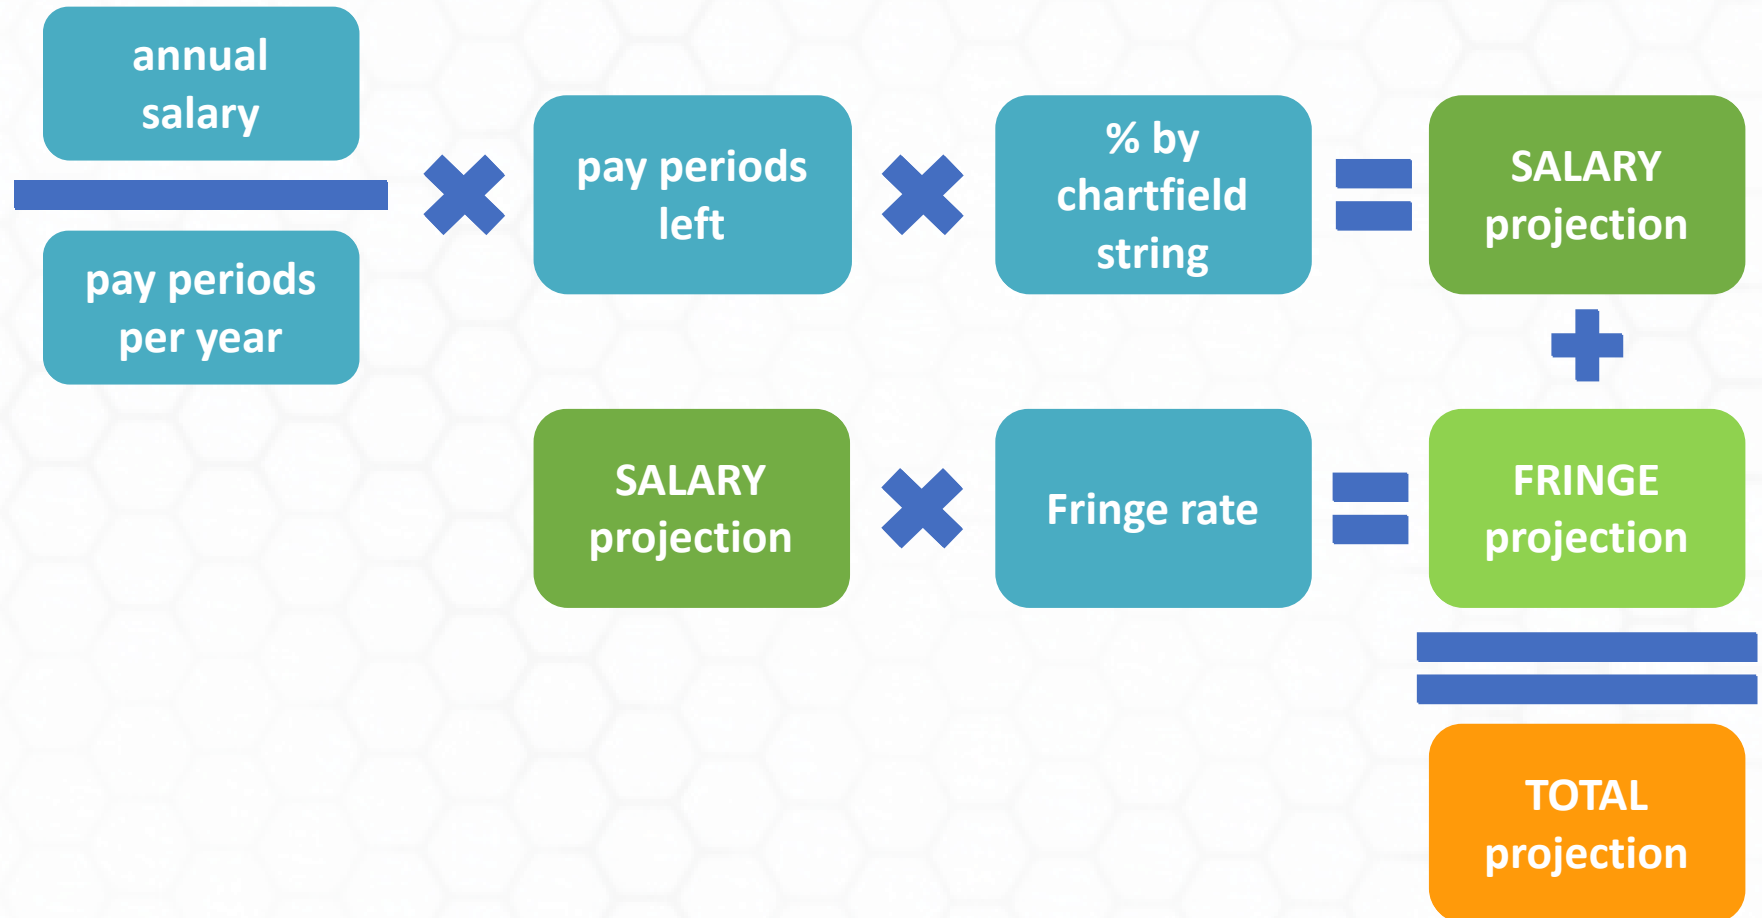 annual
salary
pay periods
per year
pay periods
left
% by
chartfield
string
SALARY
projection
SALARY
projection
Fringe rate
FRINGE
projection
TOTAL
projection